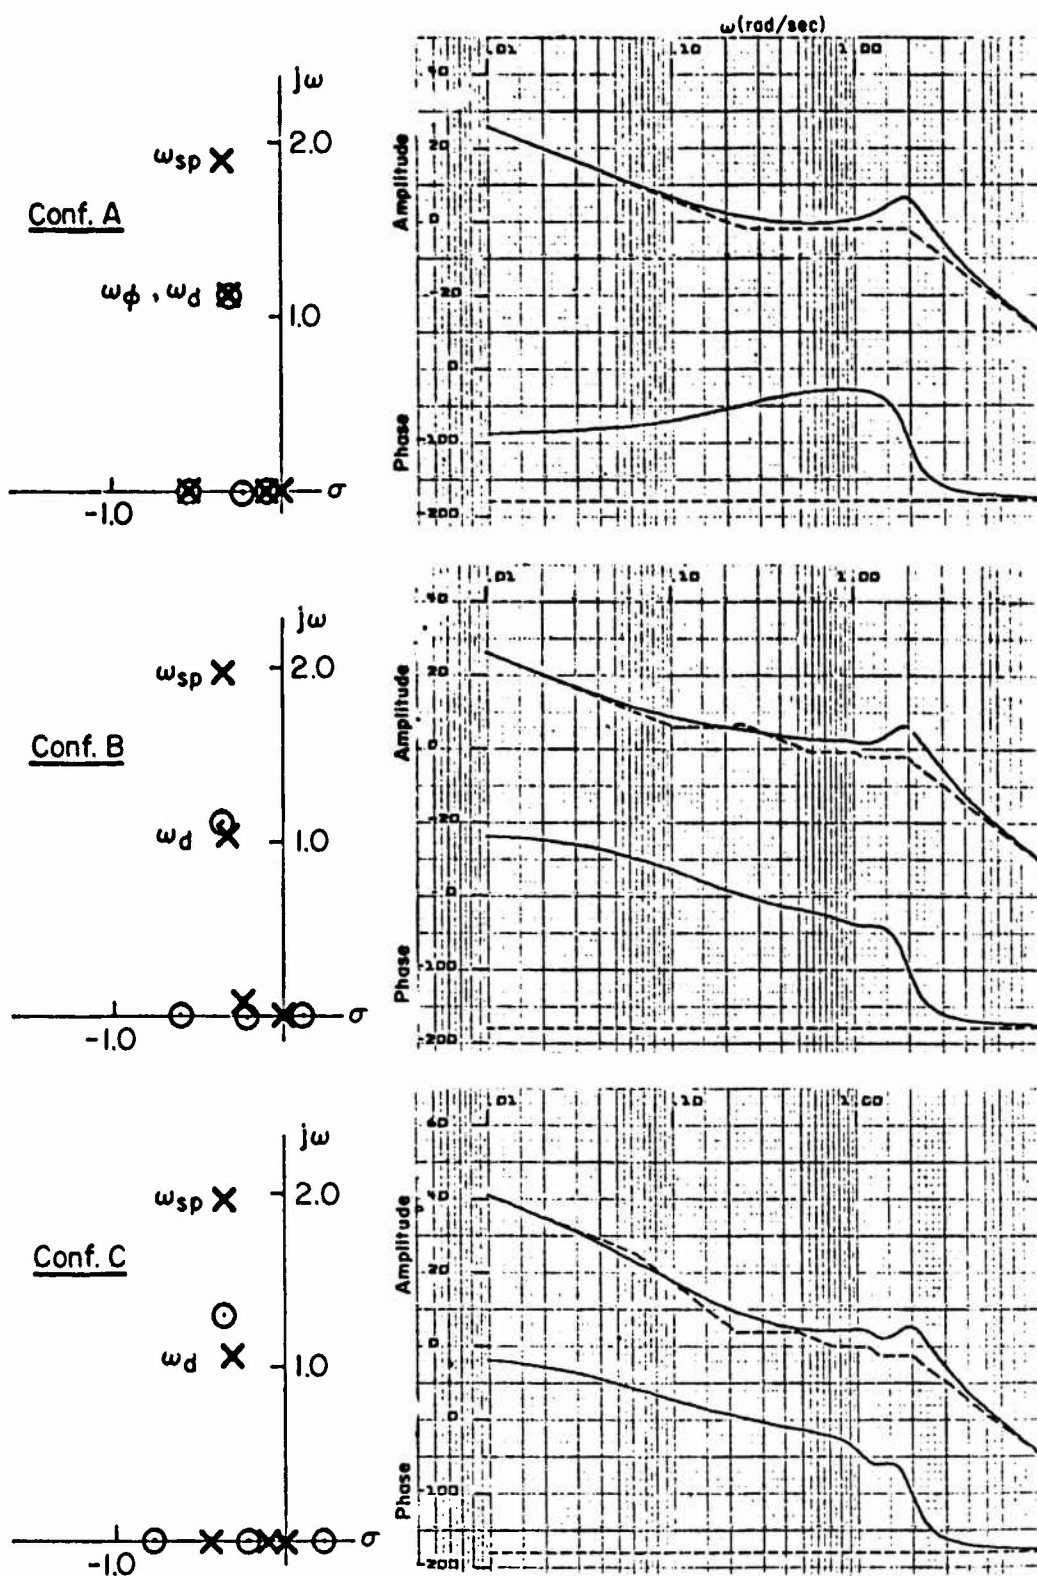 ω(rad/sec)
.01 .10 1.00
jω
2.0
ωsp
Conf. A
ωϕ , ωd
1.0
-1.0
σ
Amplitude
40
20
0
-20
Phase
0
-100
-200
.01 .10 1.00
jω
2.0
ωsp
Conf. B
ωd
1.0
-1.0
σ
Amplitude
40
20
0
-20
Phase
0
-100
-200
.01 .10 1.00
jω
2.0
ωsp
Conf. C
ωd
1.0
-1.0
σ
Amplitude
60
40
20
0
Phase
0
-100
-200